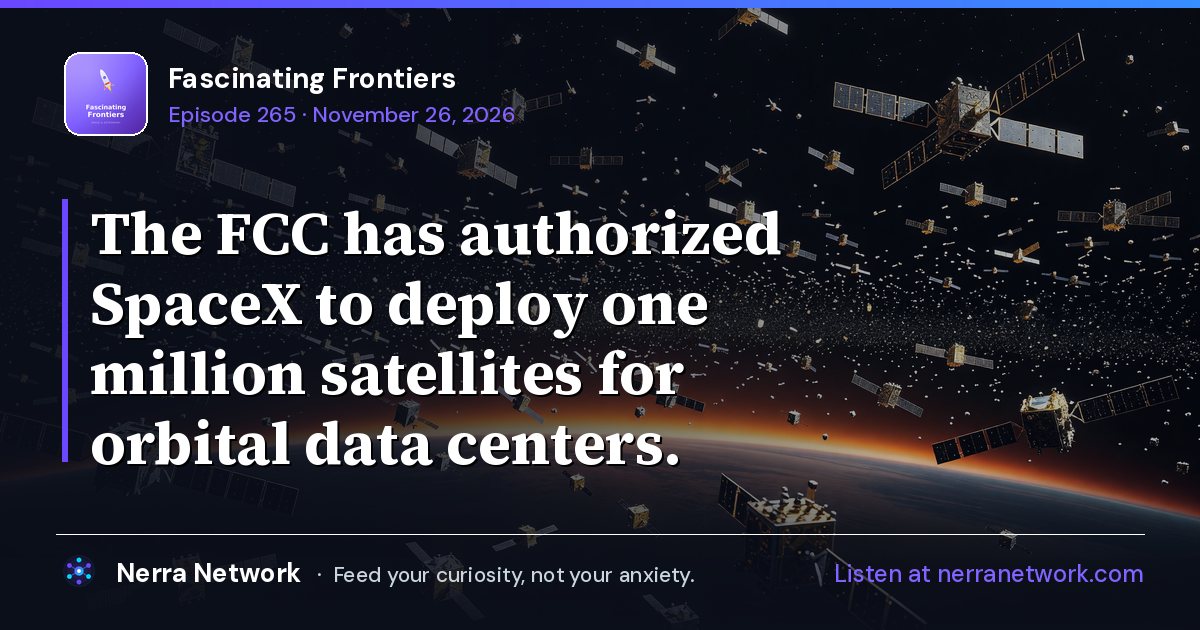 Fascinating Frontiers
Episode 265 · November 26, 2026
Fascinating
Frontiers
The FCC has authorized
SpaceX to deploy one
million satellites for
orbital data centers.
Nerra Network · Feed your curiosity, not your anxiety.
Listen at nerranetwork.com